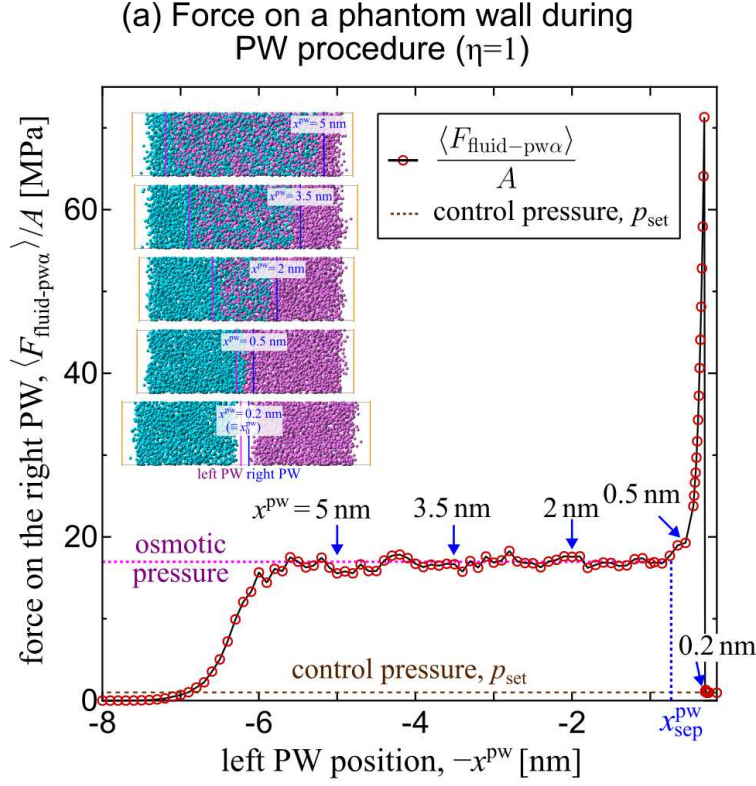 (a) Force on a phantom wall during
PW procedure (η=1)
force on the right PW, ⟨F_fluid-pwα⟩/A [MPa]
60
40
20
0
x^pw = 5 nm
x^pw = 3.5 nm
x^pw = 2 nm
x^pw = 0.5 nm
x^pw = 0.2 nm
(≡ x_0^pw)
left PW right PW
⟨F_fluid−pwα⟩
A
control pressure, p_set
x^pw = 5 nm
3.5 nm
2 nm
0.5 nm
osmotic
pressure
control pressure, p_set
0.2 nm
-8
-6
-4
-2
x_sep^pw
left PW position, −x^pw [nm]